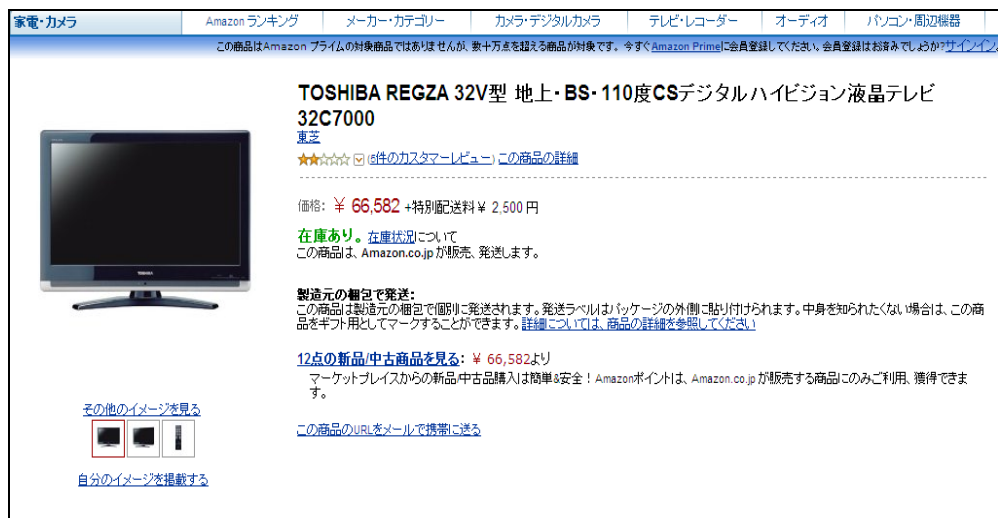 家電・カメラ
Amazon ランキング
メーカー・カテゴリー
カメラ・デジタルカメラ
テレビ・レコーダー
オーディオ
パソコン・周辺機器
この商品はAmazon プライムの対象商品ではありませんが、数十万点を超える商品が対象です。今すぐAmazon Primeに会員登録してください。会員登録はお済みでしょうか?サインイン。
TOSHIBA REGZA 32V型 地上・BS・110度CSデジタルハイビジョン液晶テレビ
32C7000
東芝
(5件のカスタマーレビュー) この商品の詳細
価格: ¥ 66,582 +特別配送料¥ 2,500 円
在庫あり。 在庫状況について
この商品は、Amazon.co.jp が販売、発送します。
製造元の梱包で発送:
この商品は製造元の梱包で個別に発送されます。発送ラベルはパッケージの外側に貼り付けられます。中身を知られたくない場合は、この商
品をギフト用としてマークすることができます。詳細については、商品の詳細を参照してください
12点の新品/中古商品を見る: ¥ 66,582より
マーケットプレイスからの新品/中古品購入は簡単&安全!Amazonポイントは、Amazon.co.jp が販売する商品にのみご利用、獲得できま
す。
この商品のURLをメールで携帯に送る
TOSHIBA
その他のイメージを見る
自分のイメージを掲載する